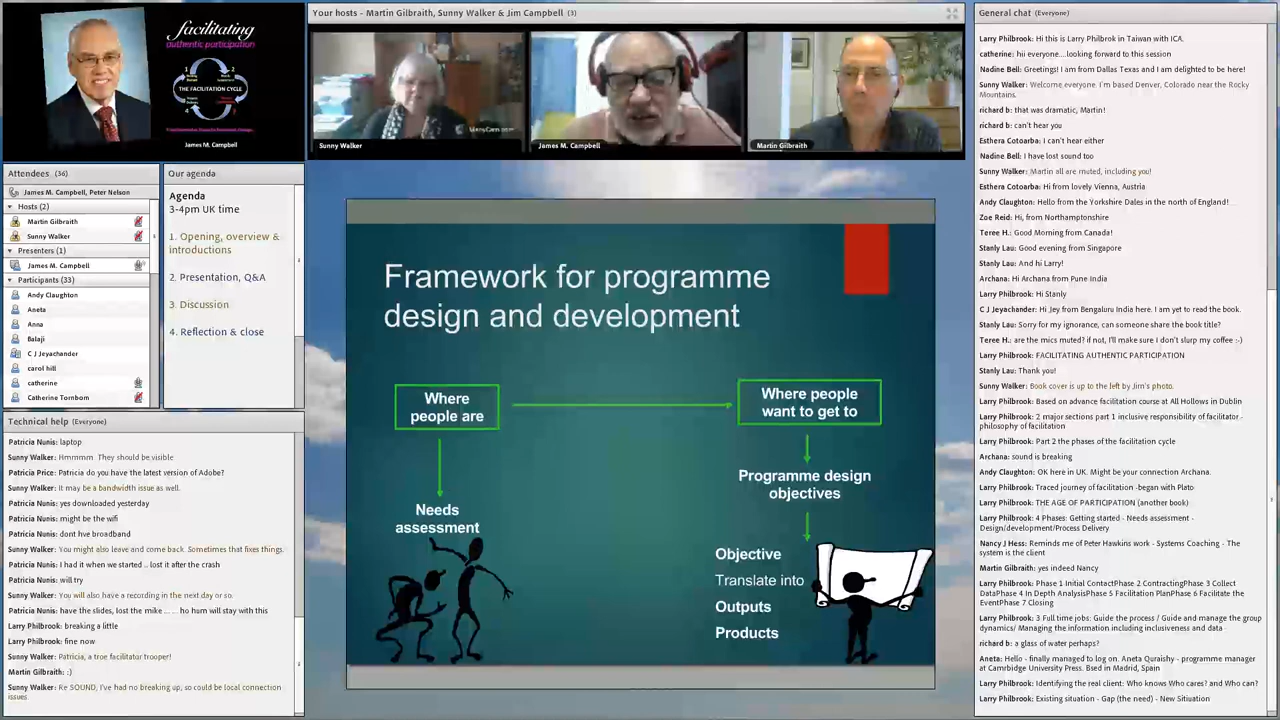 facilitating
authentic participation
THE FACILITATION CYCLE
James M. Campbell
Your hosts - Martin Gilbraith, Sunny Walker & Jim Campbell (3)
Sunny Walker
ManyCam.com
James M. Campbell
Martin Gilbraith
Attendees (36)
James M. Campbell, Peter Nelson
Hosts (2)
Martin Gilbraith
Sunny Walker
Presenters (1)
James M. Campbell
Participants (33)
Andy Claughton
Aneta
Anna
Balaji
C J Jeyachander
carol hill
catherine
Catherine Tornbom
Our agenda
Agenda
3-4pm UK time
1. Opening, overview &
introductions
2. Presentation, Q&A
3. Discussion
4. Reflection & close
Technical help (Everyone)
Patricia Nunis: laptop
Sunny Walker: Hmmmm. They should be visible
Patricia Price: Patricia do you have the latest version of Adobe?
Sunny Walker: It may be a bandwidth issue as well.
Patricia Nunis: yes downloaded yesterday
Patricia Nunis: might be the wifi
Patricia Nunis: dont hve broadband
Sunny Walker: You might also leave and come back. Sometimes that fixes things.
Patricia Nunis: I had it when we started .. lost it after the crash
Patricia Nunis: will try
Sunny Walker: You will also have a recording in the next day or so.
Patricia Nunis: have the slides, lost the mike ... ... ho hum will stay with this
Larry Philbrook: breaking a little
Larry Philbrook: fine now
Sunny Walker: Patricia, a troe facilitator trooper!
Martin Gilbraith: :)
Sunny Walker: Re SOUND, I've had no breaking up, so could be local connection
issues.
Framework for programme
design and development
Where
people are
Where people
want to get to
Needs
assessment
Programme design
objectives
Objective
Translate into
Outputs
Products
General chat (Everyone)
Larry Philbrook: Hi this is Larry Philbrok in Taiwan with ICA.
catherine: hii everyone....looking forward to this session
Nadine Bell: Greetings! I am from Dallas Texas and I am delighted to be here!
Sunny Walker: Welcome everyone. I'm based Denver, Colorado near the Rocky
Mountains.
richard b: that was dramatic, Martin!
richard b: can't hear you
Esthera Cotoarba: I can't hear either
Nadine Bell: I have lost sound too
Sunny Walker: Martin all are muted, including you!
Esthera Cotoarba: Hi from lovely Vienna, Austria
Andy Claughton: Hello from the Yorkshire Dales in the north of England!
Zoe Reid: Hi, from Northamptonshire
Teree H.: Good Morning from Canada!
Stanly Lau: Good evening from Singapore
Stanly Lau: And hi Larry!
Archana: Hi Archana from Pune India
Larry Philbrook: Hi Stanly
C J Jeyachander: Hi Jey from Bengaluru India here. I am yet to read the book.
Stanly Lau: Sorry for my ignorance, can someone share the book title?
Teree H.: are the mics muted? if not, I'll make sure I don't slurp my coffee :-)
Larry Philbrook: FACILITATING AUTHENTIC PARTICIPATION
Stanly Lau: Thank you!
Sunny Walker: Book cover is up to the left by Jim's photo.
Larry Philbrook: Based on advance facilitation course at All Hollows in Dublin
Larry Philbrook: 2 major sections part 1 inclusive responsibility of facilitator -
philosophy of facilitation
Larry Philbrook: Part 2 the phases of the facilitation cycle
Archana: sound is breaking
Andy Claughton: OK here in UK. Might be your connection Archana.
Larry Philbrook: Traced journey of facilitation -began with Plato
Larry Philbrook: THE AGE OF PARTICIPATION (another book)
Larry Philbrook: 4 Phases: Getting started - Needs assessment -
Design/development/Process Delivery
Nancy J Hess: Reminds me of Peter Hawkins work - Systems Coaching - The
system is the client
Martin Gilbraith: yes indeed Nancy
Larry Philbrook: Phase 1 Initial ContactPhase 2 ContractingPhase 3 Collect
DataPhase 4 In Depth AnalysisPhase 5 Facilitation PlanPhase 6 Facilitate the
EventPhase 7 Closing
Larry Philbrook: 3 Full time jobs: Guide the process / Guide and manage the group
dynamics/ Managing the information including inclusiveness and data
richard b: a glass of water perhaps?
Aneta: Hello - finally managed to log on. Aneta Quraishy - programme manager
at Cambridge University Press. Bsed in Madrid, Spain
Larry Philbrook: Identifying the real client: Who knows Who cares? and Who can?
Larry Philbrook: Existing situation - Gap (the need) - New Sitiuation